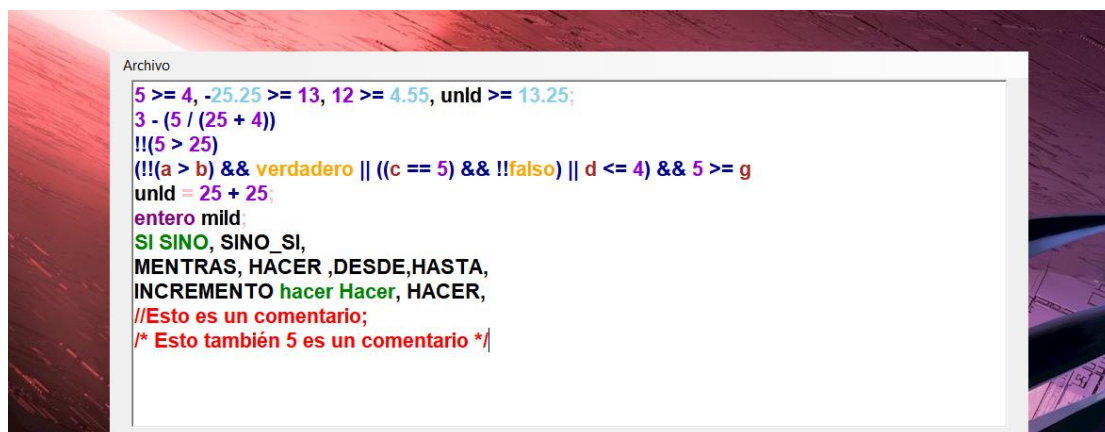 Archivo
5 >= 4, -25.25 >= 13, 12 >= 4.55, unId >= 13.25;
3 - (5 / (25 + 4))
!!(5 > 25)
(!!(a > b) && verdadero || ((c == 5) && !!falso) || d <= 4) && 5 >= g
unId = 25 + 25;
entero miId;
SI SINO, SINO_SI,
MENTRAS, HACER ,DESDE,HASTA,
INCREMENTO hacer Hacer, HACER,
//Esto es un comentario;
/* Esto también 5 es un comentario */